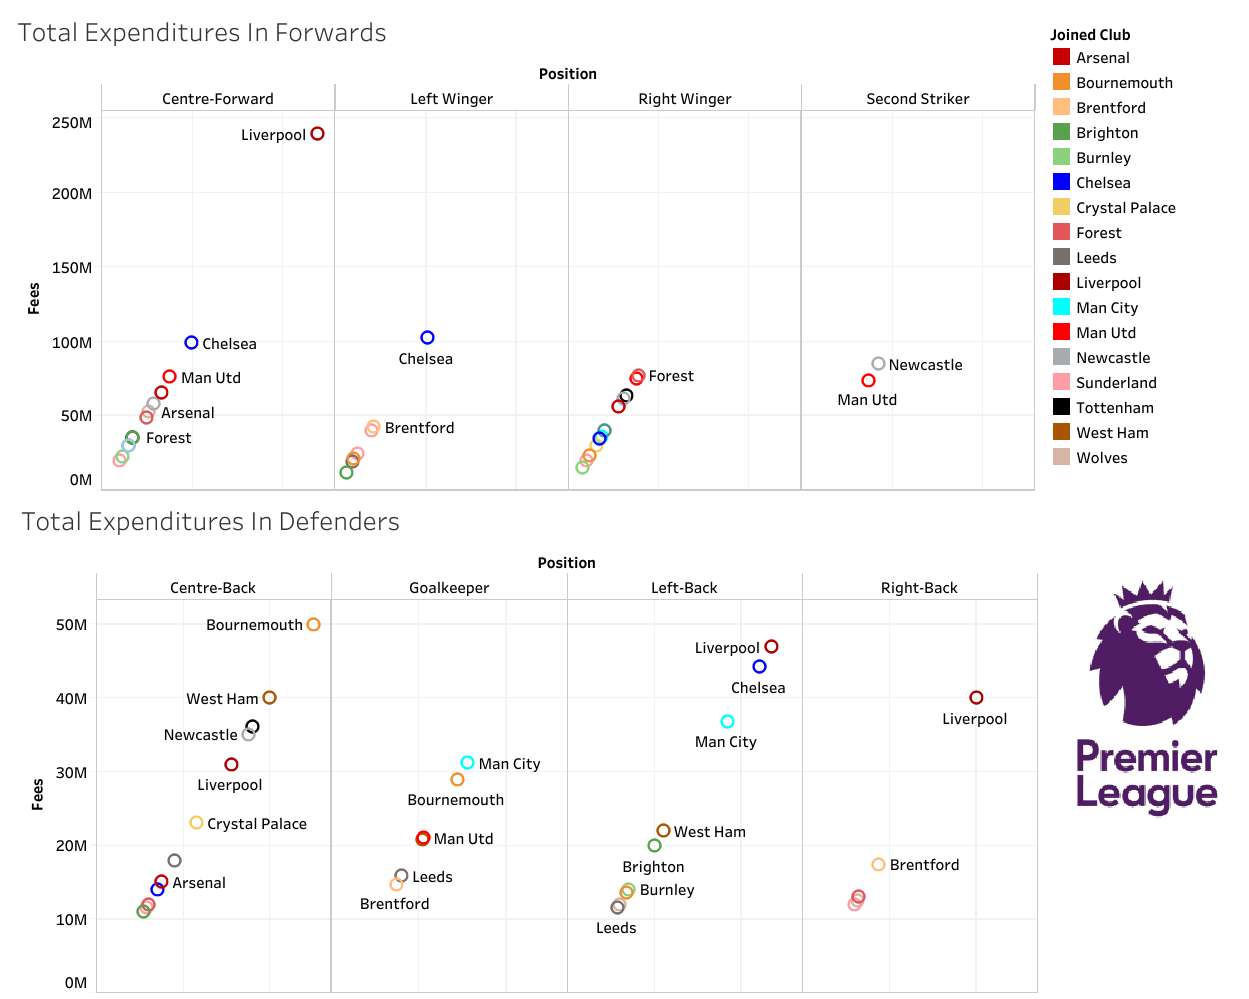 Total Expenditures In Forwards
Position
Centre-Forward Left Winger Right Winger Second Striker
Fees
250M
200M
150M
100M
50M
0M
Liverpool
Chelsea
Man Utd
Arsenal
Forest
Chelsea
Brentford
Forest
Newcastle
Man Utd
Joined Club
Arsenal
Bournemouth
Brentford
Brighton
Burnley
Chelsea
Crystal Palace
Forest
Leeds
Liverpool
Man City
Man Utd
Newcastle
Sunderland
Tottenham
West Ham
Wolves
Total Expenditures In Defenders
Position
Centre-Back Goalkeeper Left-Back Right-Back
Fees
50M
40M
30M
20M
10M
0M
Bournemouth
West Ham
Newcastle
Liverpool
Crystal Palace
Arsenal
Man City
Bournemouth
Man Utd
Leeds
Brentford
Liverpool
Chelsea
Man City
West Ham
Brighton
Burnley
Leeds
Liverpool
Brentford
Premier
League